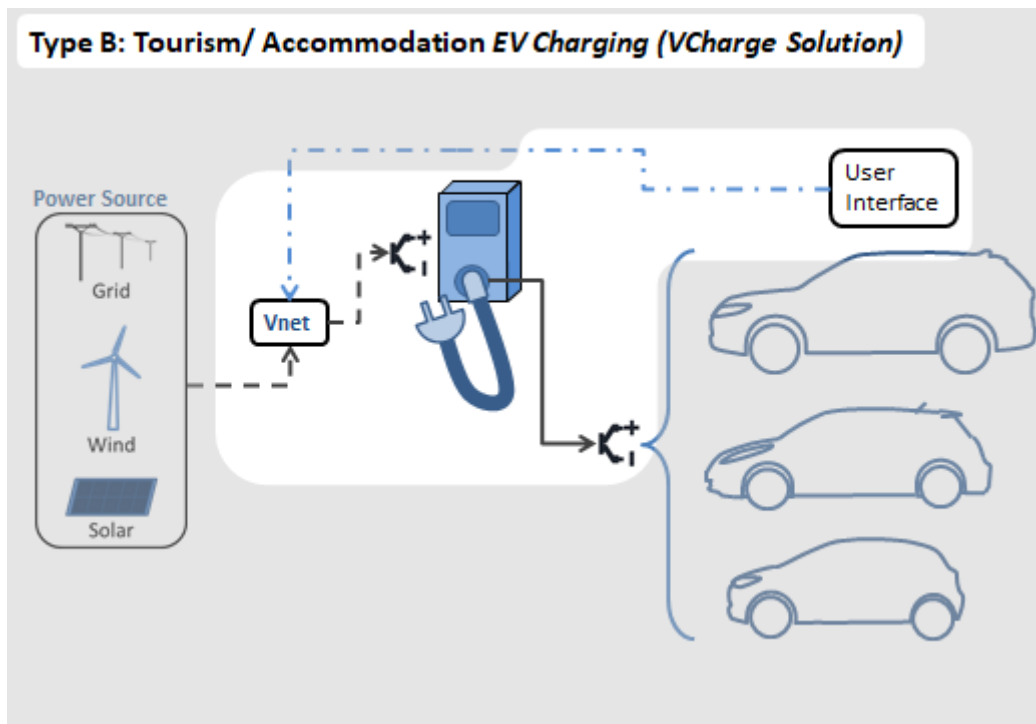 Type B: Tourism/ Accommodation EV Charging (VCharge Solution)
User
Interface
Power Source
Grid
Vnet
Wind
Solar